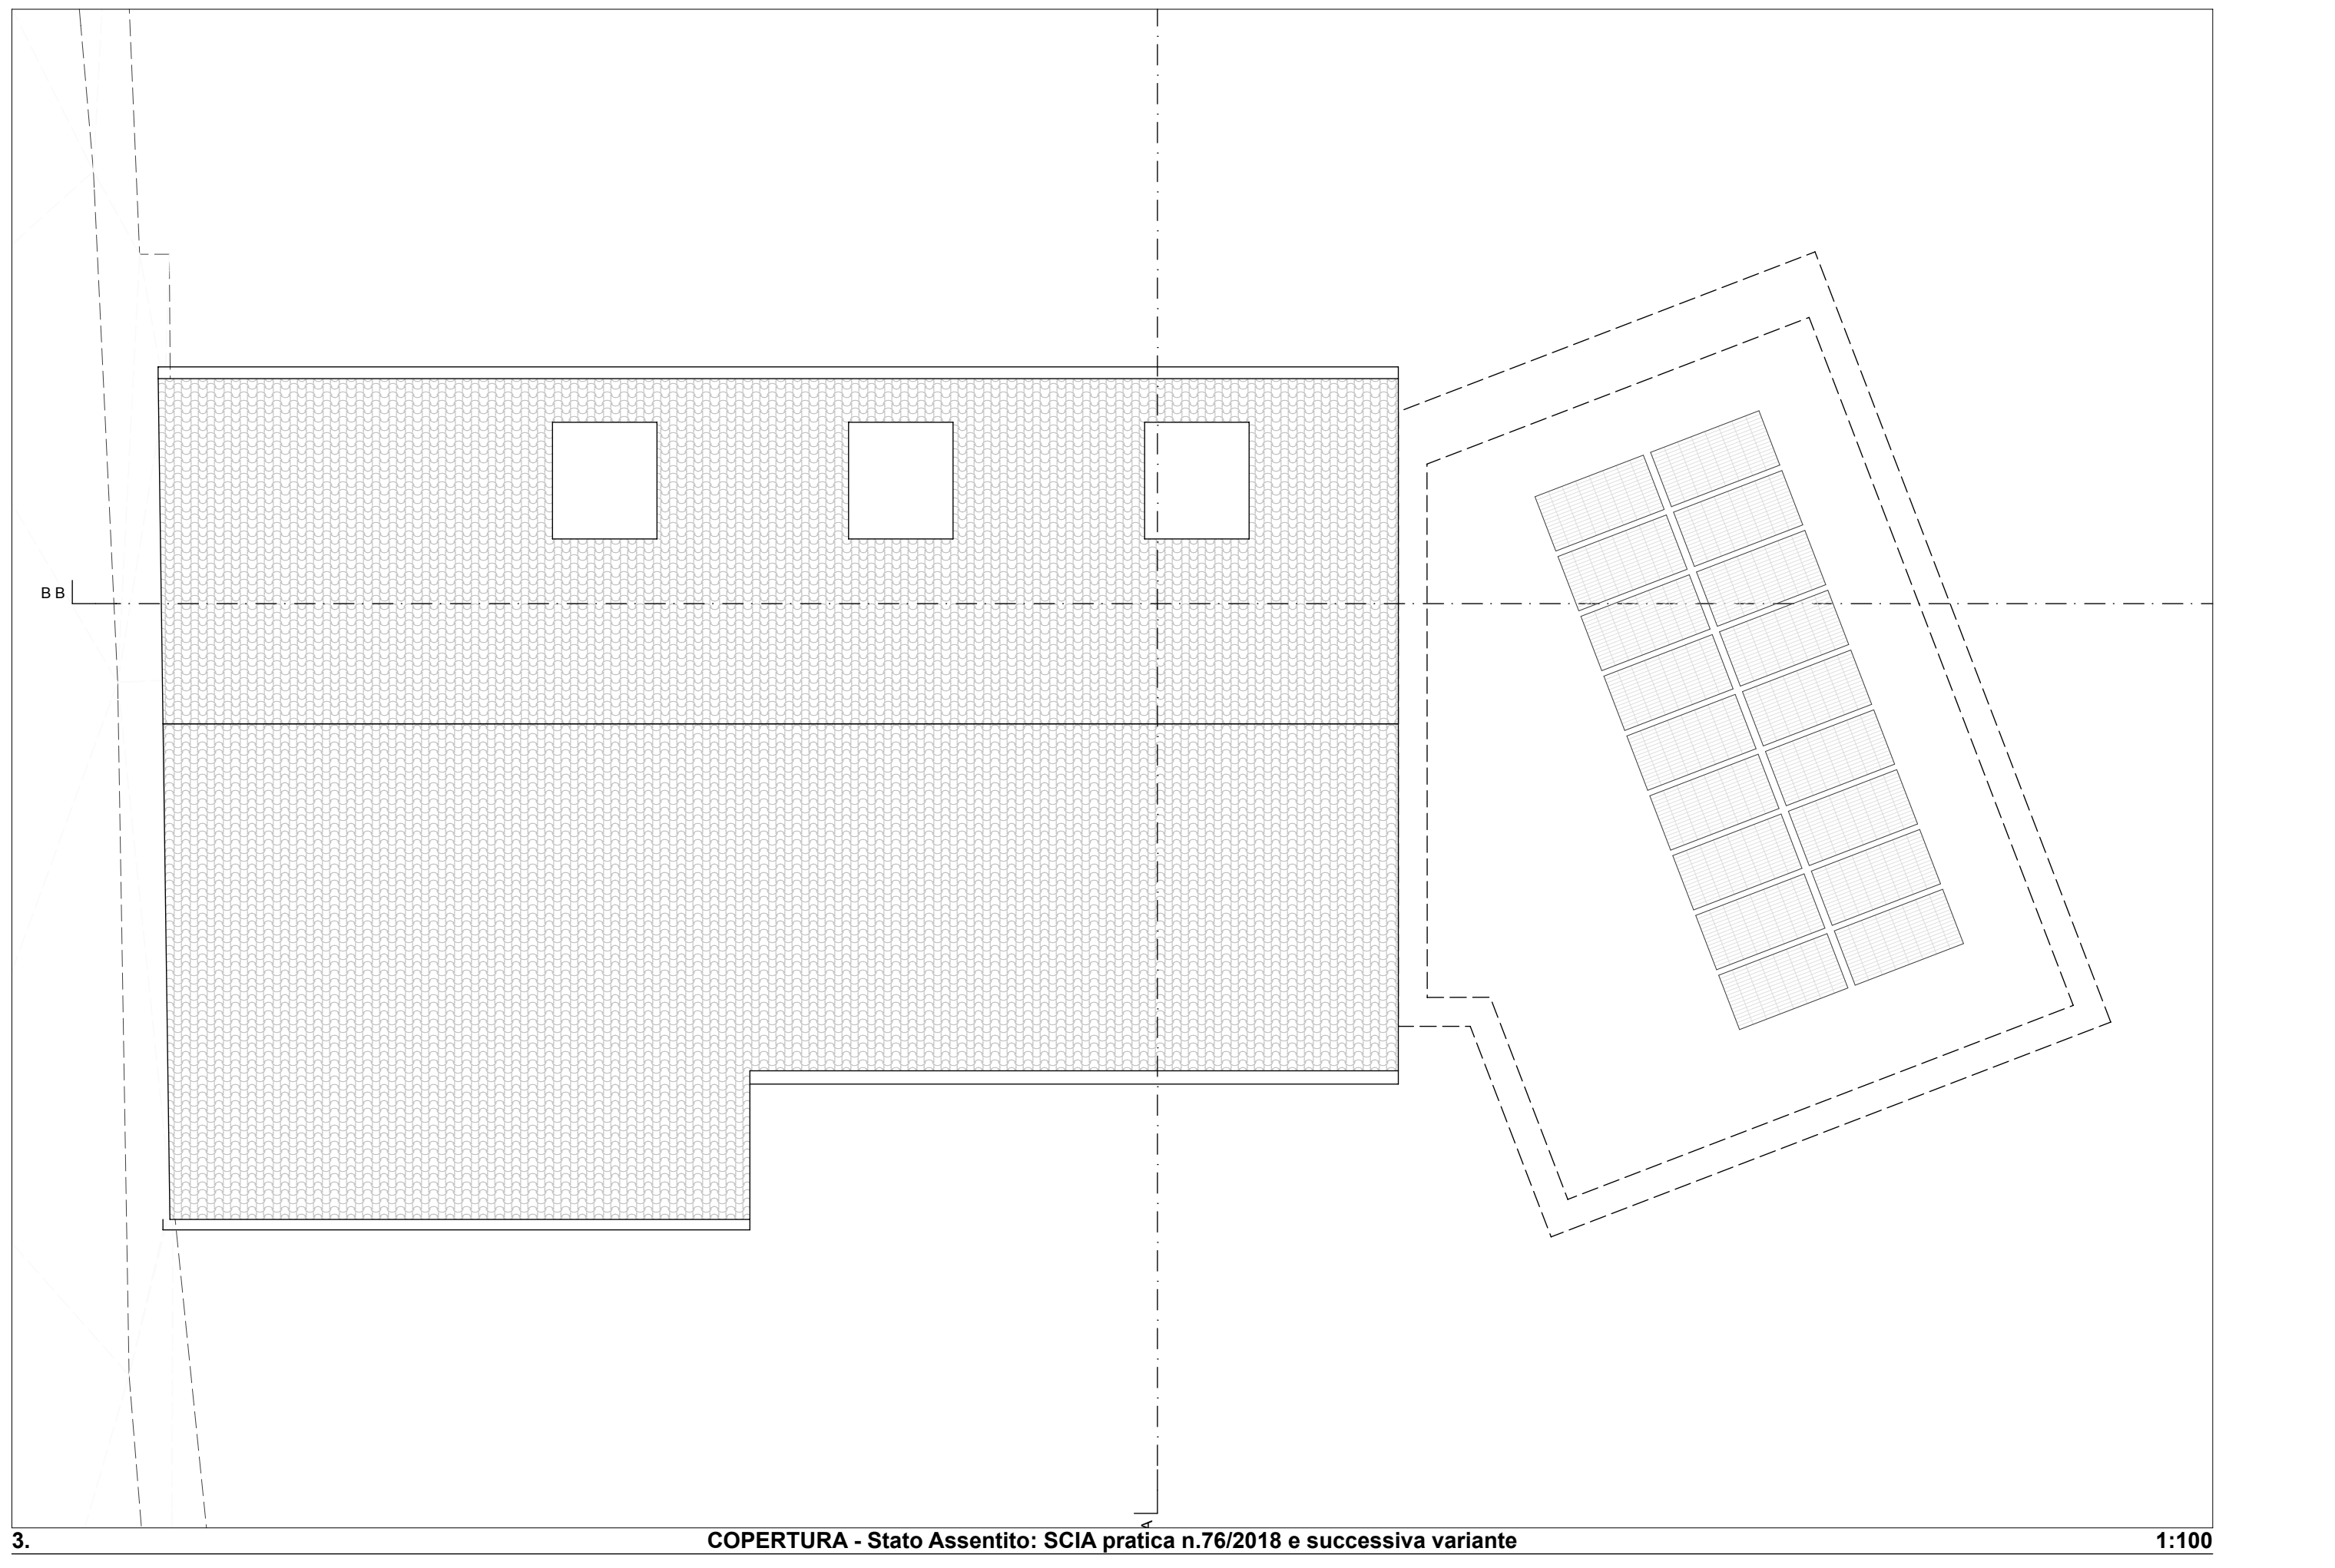 B B
A
3.
COPERTURA - Stato Assentito: SCIA pratica n.76/2018 e successiva variante
1:100